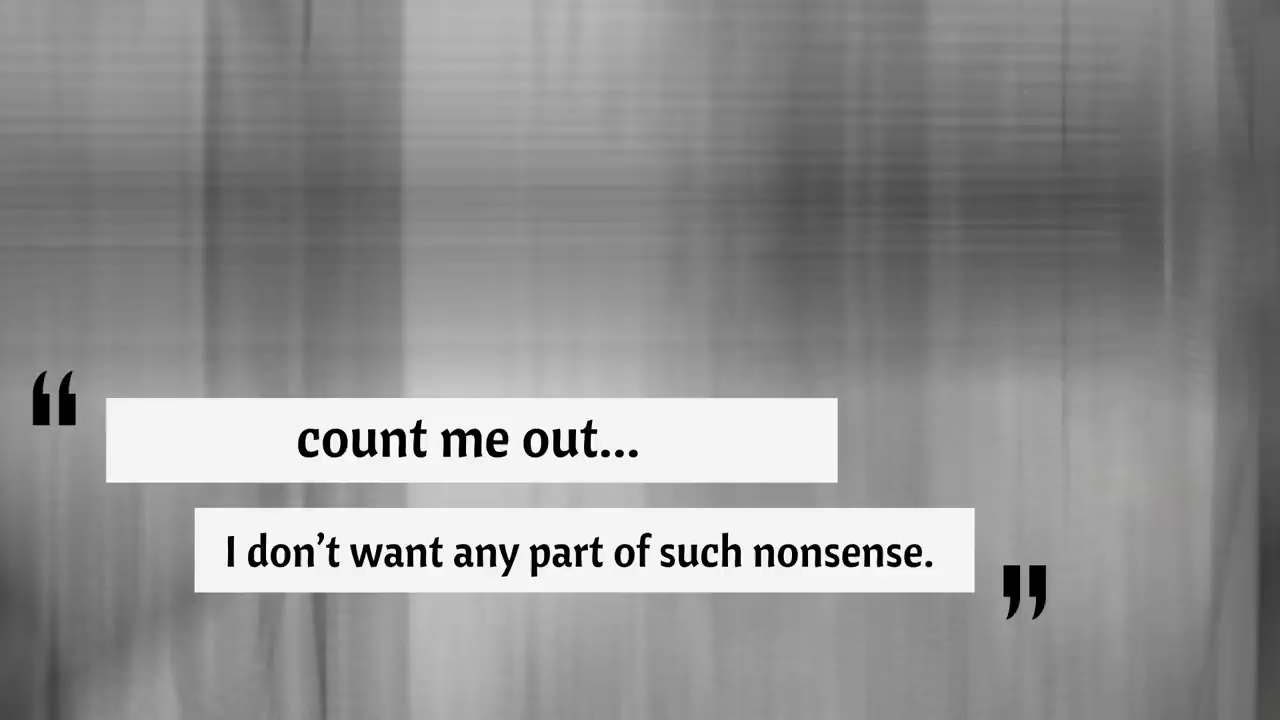 “
count me out...
I don’t want any part of such nonsense.
”